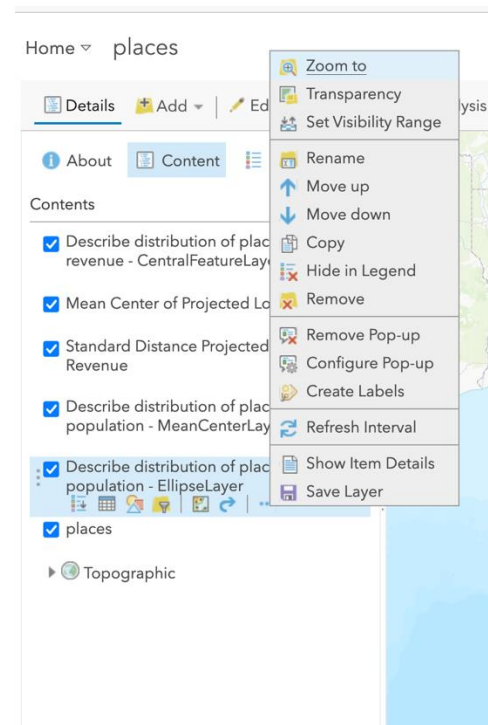 Home places
Details Add Ed
ysis
About Content
Contents
Describe distribution of plac
revenue - CentralFeatureLay
Mean Center of Projected Lo
Standard Distance Projected
Revenue
Describe distribution of plac
population - MeanCenterLay
Describe distribution of plac
population - EllipseLayer
places
Topographic
Zoom to
Transparency
Set Visibility Range
Rename
Move up
Move down
Copy
Hide in Legend
Remove
Remove Pop-up
Configure Pop-up
Create Labels
Refresh Interval
Show Item Details
Save Layer